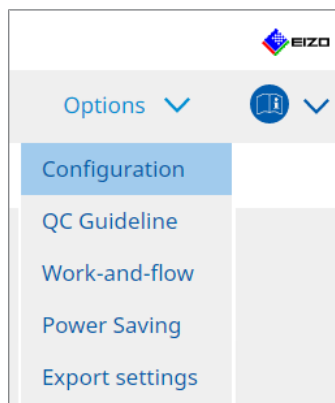 EIZO
Options
Configuration
QC Guideline
Work-and-flow
Power Saving
Export settings